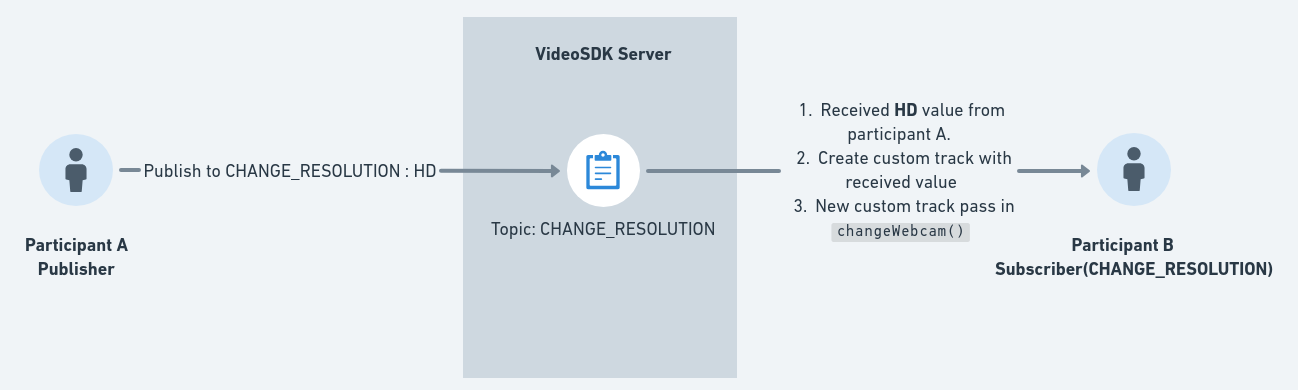 VideoSDK Server
Publish to CHANGE_RESOLUTION : HD
Topic: CHANGE_RESOLUTION
1. Received HD value from
participant A.
2. Create custom track with
received value
3. New custom track pass in
changeWebcam()
Participant A
Publisher
Participant B
Subscriber(CHANGE_RESOLUTION)